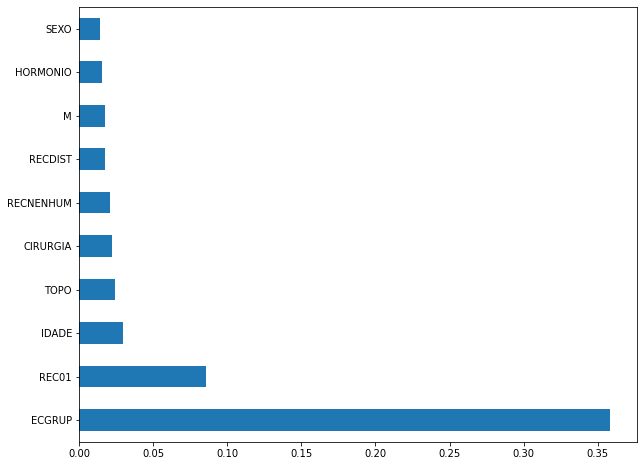 SEXO
HORMONIO
M
RECDIST
RECNENHUM
CIRURGIA
TOPO
IDADE
REC01
ECGRUP
0.00 0.05 0.10 0.15 0.20 0.25 0.30 0.35